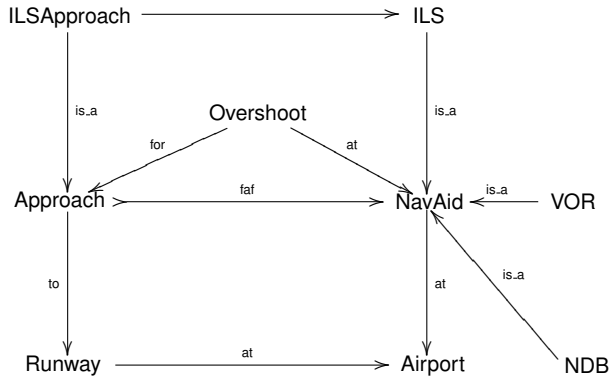 ILSApproach ILS
is_a is_a
Overshoot
for at
Approach faf NavAid is_a VOR
to at is_a
Runway at Airport NDB